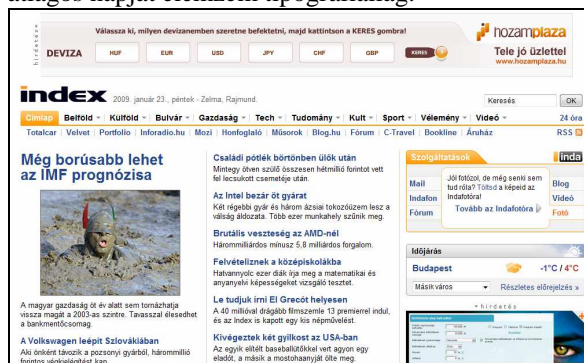 átlagos napját elemzem tipográfiailag.
hirdetés
Válassza ki, milyen devizanemben szeretne befektetni, majd kattintson a KERES gombra!
DEVIZA HUF EUR USD JPY CHF GBP KERES
hozamplaza
Tele jó üzlettel
www.hozamplaza.hu
index 2009. január 23., péntek - Zelma, Rajmund.
Keresés OK
Címlap Belföld Külföld Bulvár Gazdaság Tech Tudomány Kult Sport Vélemény Videó 24 óra
Totalcar Velvet Portfolio Inforadio.hu Mozi Honfoglaló Műsorok Blog.hu Fórum C-Travel Bookline Áruház RSS
Még borúsabb lehet
az IMF prognózisa
A magyar gazdaság öt év alatt sem tornázhatja
vissza magát a 2003-as szintre. Tavasszal élesedhet
a bankmentőcsomag.
A Volkswagen leépít Szlovákiában
Aki önként távozik a pozsonyi gyárból, hárommillió
forintos végkielégítést kap.
Családi pótlék börtönben ülők után
Mintegy ötven szülő összesen hétmillió forintot vett
fel lecsukott csemetéje után.
Az Intel bezár öt gyárat
Két régebbi gyár és három ázsiai tokozóüzem lesz a
válság áldozata. Több ezer munkahely szűnik meg.
Brutális veszteség az AMD-nél
Hárommilliárdos mínusz 5,8 milliárdos forgalom.
Felvételiznek a középiskolákba
Hatvannyolc ezer diák írja meg a matematikai és
anyanyelvi képességeket vizsgáló tesztet.
Le tudjuk írni El Grecót helyesen
A 40 millióval drágább filmszemle 13 premierrel indul,
és az Index is kapott egy kis népművelést.
Kivégeztek két gyilkost az USA-ban
Az egyik elítélt baseballütőkkel vert agyon egy
eladót, a másik a mostohaanyját ölte meg.
Szolgáltatások inda
Mail
Indafon
Fórum
Jól fotózol, de még senki sem
tud róla? Töltsd a képeid az
Indafotóra!
Tovább az Indafotóra
Blog
Videó
Fotó
Időjárás
Budapest -1°C / 4°C
Másik város Részletes előrejelzés »
hirdetés